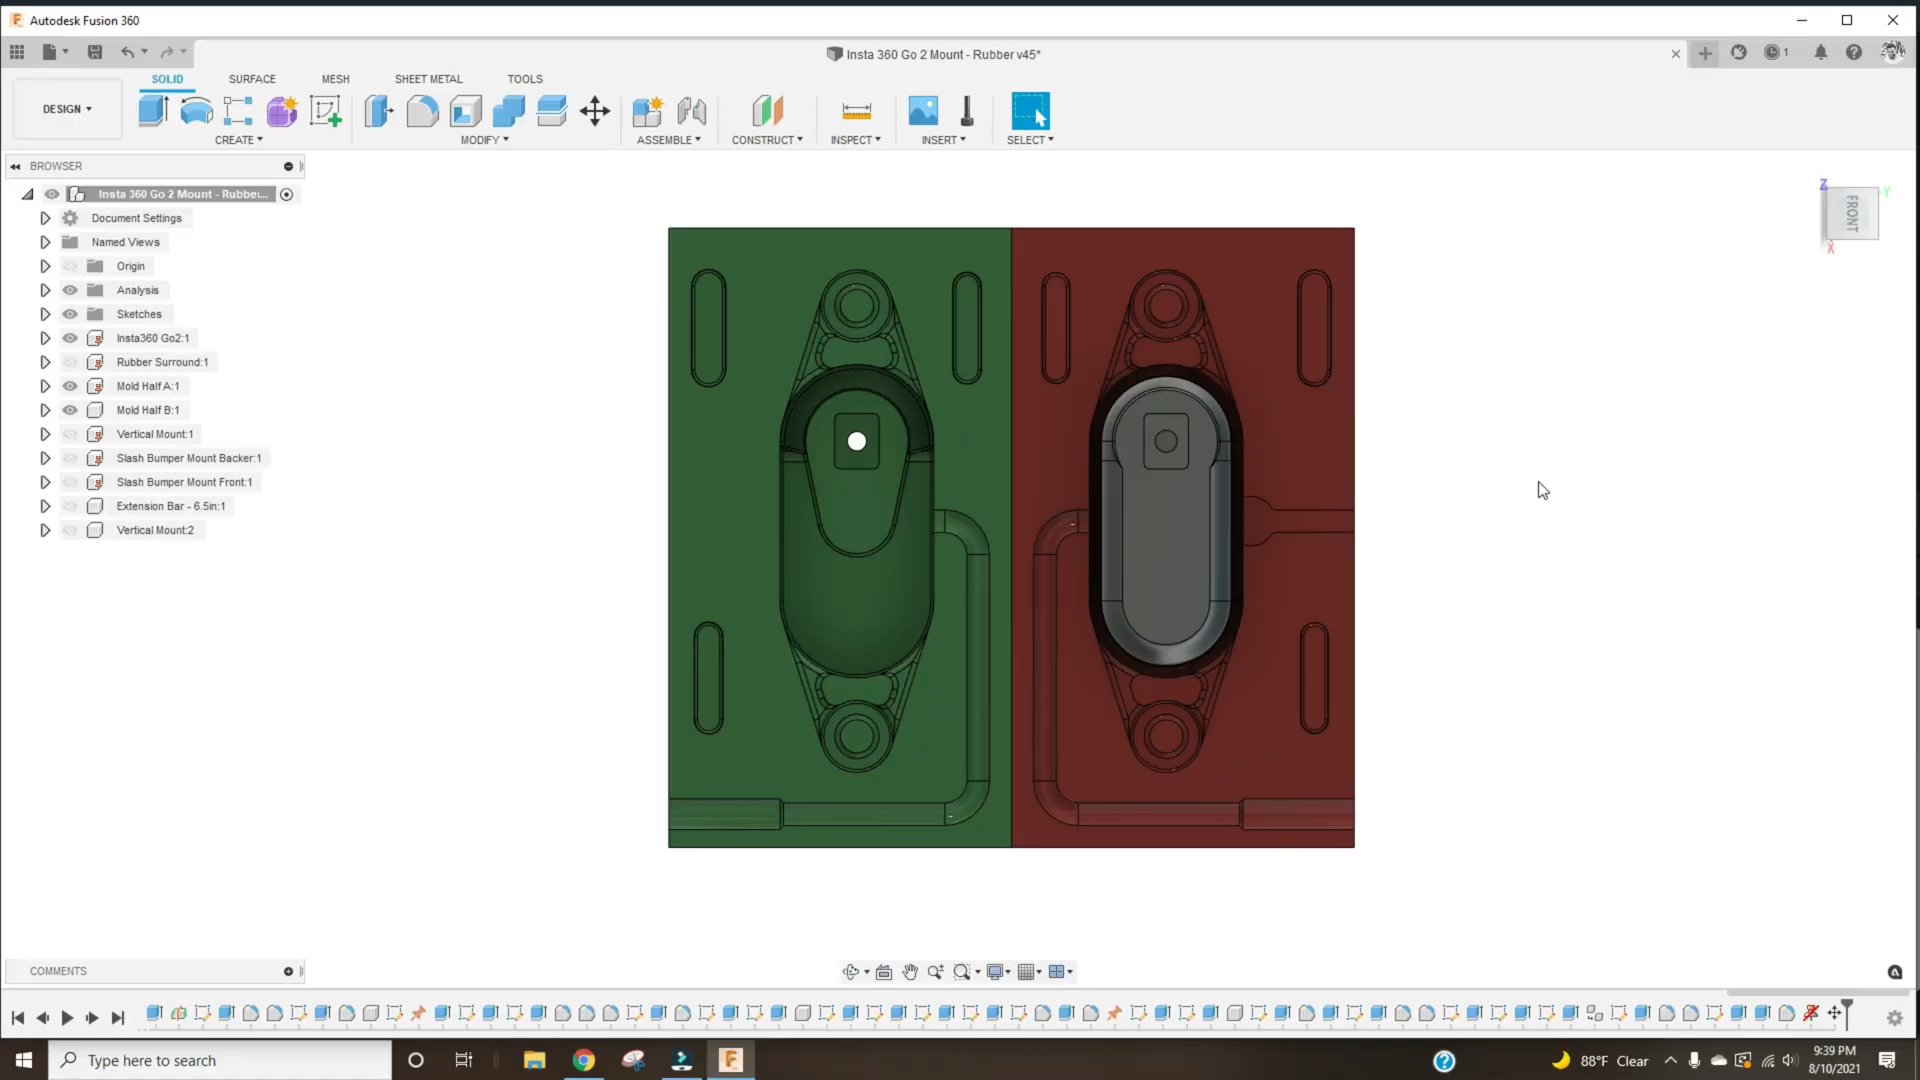 Autodesk Fusion 360
Insta 360 Go 2 Mount - Rubber v45*
1
SOLID
SURFACE
MESH
SHEET METAL
TOOLS
DESIGN
CREATE
MODIFY
ASSEMBLE
CONSTRUCT
INSPECT
INSERT
SELECT
BROWSER
Insta 360 Go 2 Mount - Rubbe...
Document Settings
Named Views
Origin
Analysis
Sketches
Insta360 Go2:1
Rubber Surround:1
Mold Half A:1
Mold Half B:1
Vertical Mount:1
Slash Bumper Mount Backer:1
Slash Bumper Mount Front:1
Extension Bar - 6.5in:1
Vertical Mount:2
Z
Y
FRONT
X
COMMENTS
Type here to search
88°F Clear
9:39 PM
8/10/2021